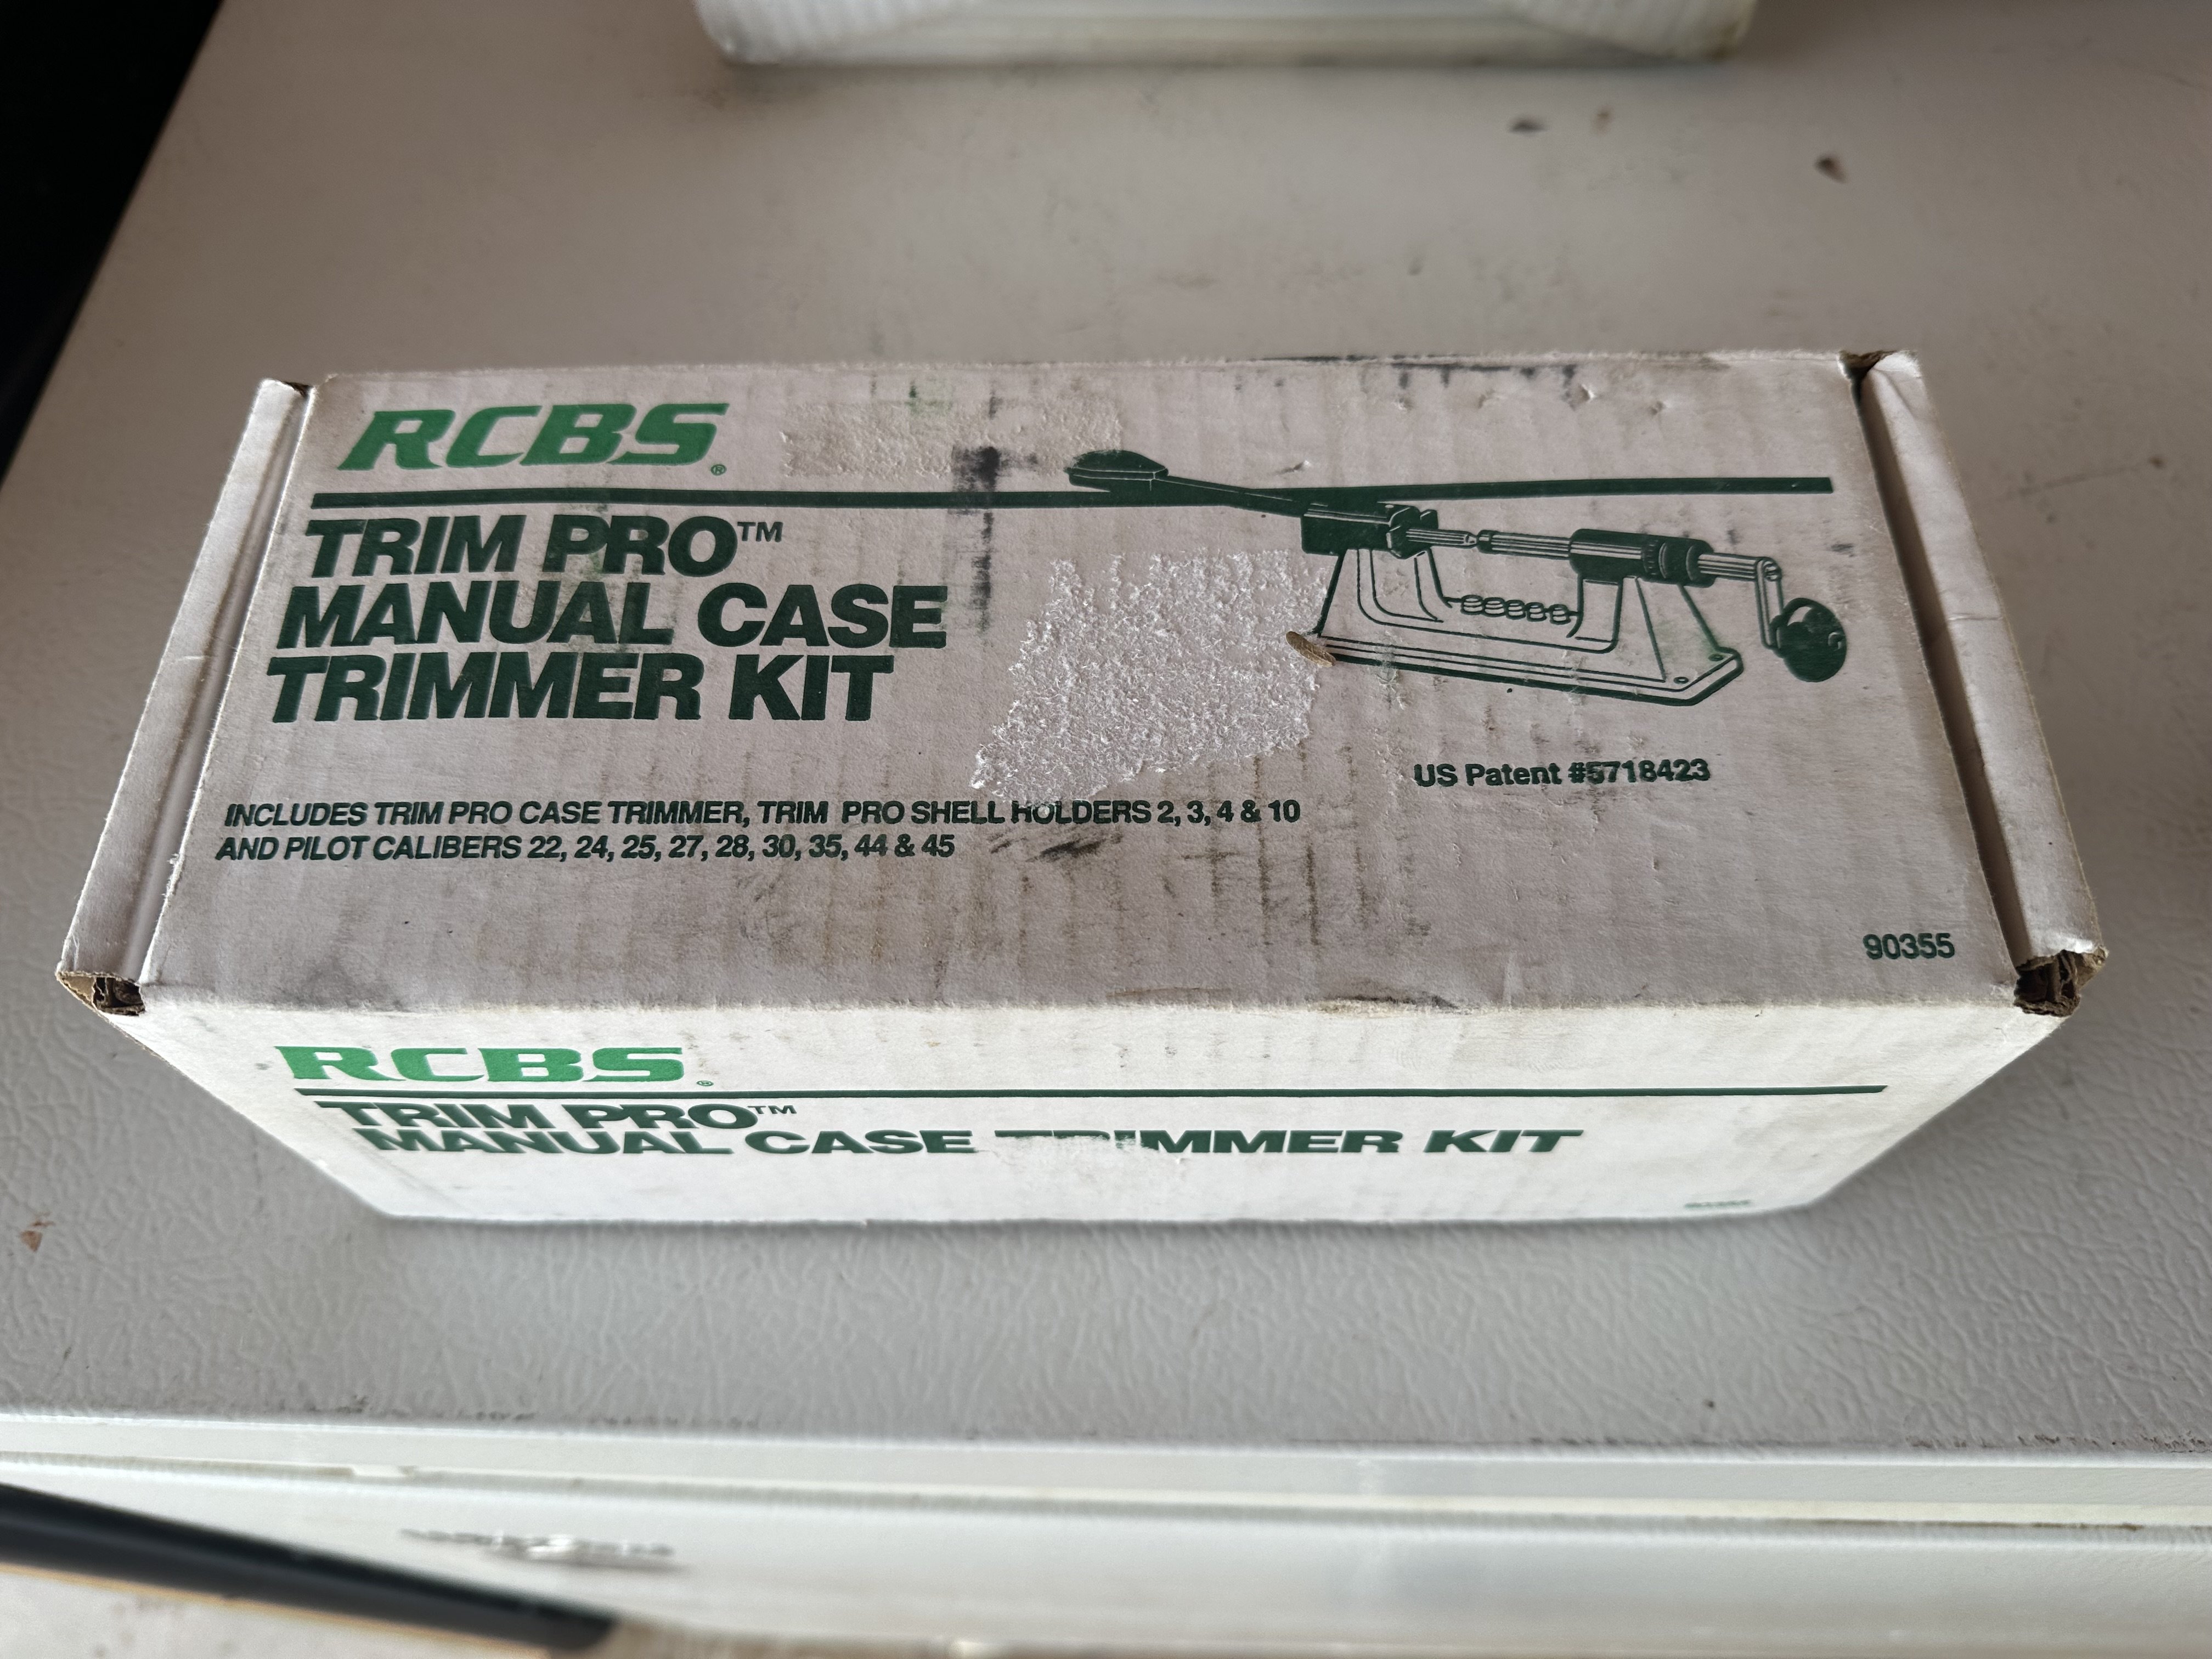 RCBS®
TRIM PRO™
MANUAL CASE
TRIMMER KIT
US Patent #5718423
INCLUDES TRIM PRO CASE TRIMMER, TRIM PRO SHELL HOLDERS 2, 3, 4 & 10
AND PILOT CALIBERS 22, 24, 25, 27, 28, 30, 35, 44 & 45
90355
RCBS®
TRIM PRO™
MANUAL CASE TRIMMER KIT